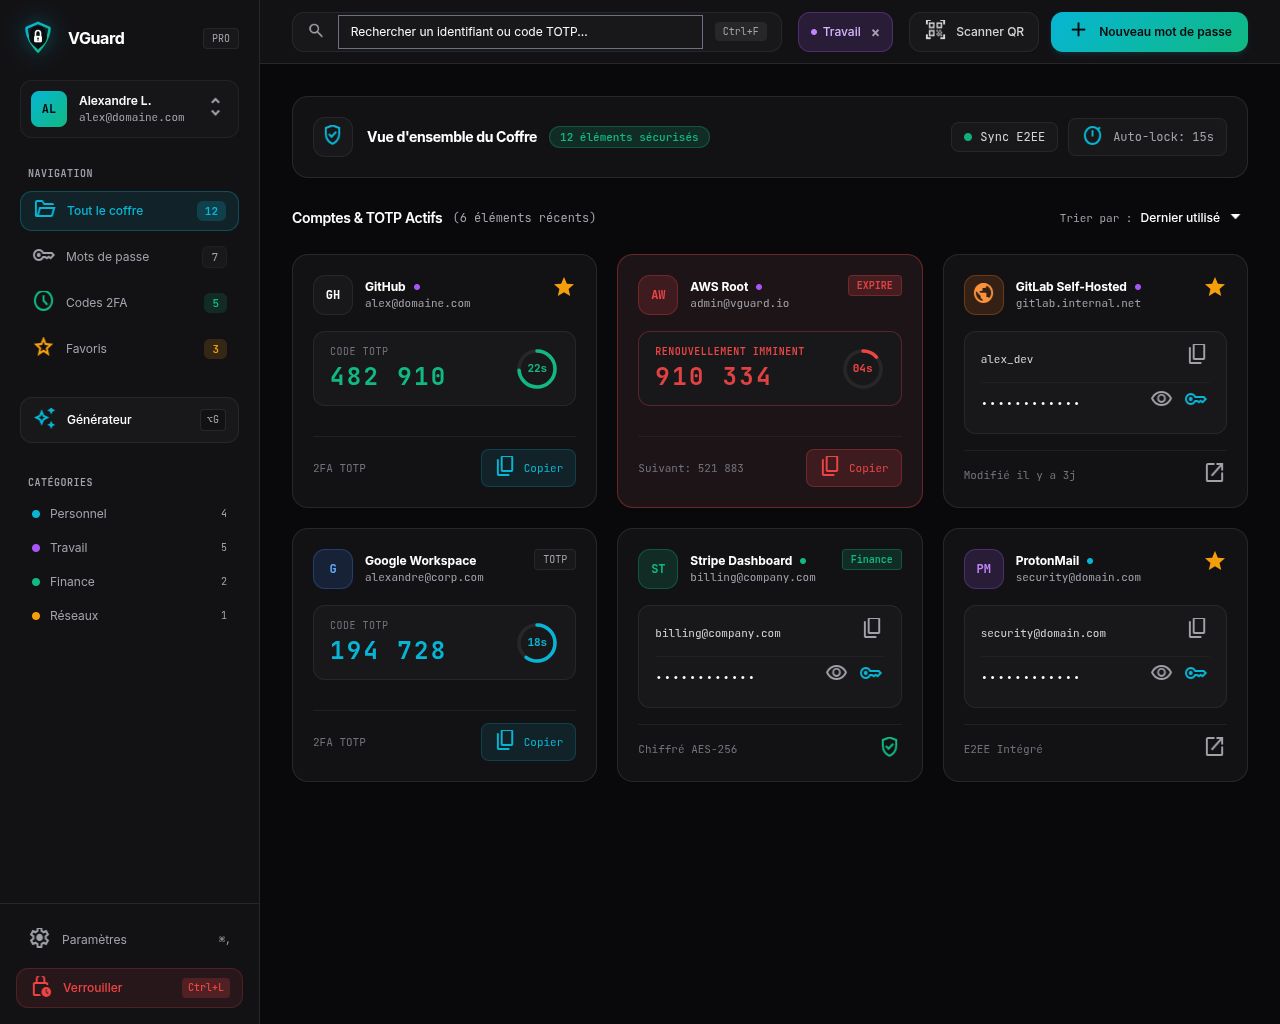 VGuard
PRO
AL
Alexandre L.
alex@domaine.com
NAVIGATION
Tout le coffre 12
Mots de passe 7
Codes 2FA 5
Favoris 3
Générateur ⌥G
CATÉGORIES
Personnel 4
Travail 5
Finance 2
Réseaux 1
Paramètres ⌘,
Verrouiller Ctrl+L
Rechercher un identifiant ou code TOTP... Ctrl+F
Travail ×
Scanner QR
Nouveau mot de passe
Vue d'ensemble du Coffre 12 éléments sécurisés
Sync E2EE
Auto-lock: 15s
Comptes & TOTP Actifs (6 éléments récents)
Trier par : Dernier utilisé
GH
GitHub
alex@domaine.com
CODE TOTP
482 910
22s
2FA TOTP
Copier
AW
AWS Root
admin@vguard.io
EXPIRE
RENOUVELLEMENT IMMINENT
910 334
04s
Suivant: 521 883
Copier
GitLab Self-Hosted
gitlab.internal.net
alex_dev
••••••••••••
Modifié il y a 3j
G
Google Workspace
alexandre@corp.com
TOTP
CODE TOTP
194 728
18s
2FA TOTP
Copier
ST
Stripe Dashboard
billing@company.com
Finance
billing@company.com
••••••••••••
Chiffré AES-256
PM
ProtonMail
security@domain.com
security@domain.com
••••••••••••
E2EE Intégré